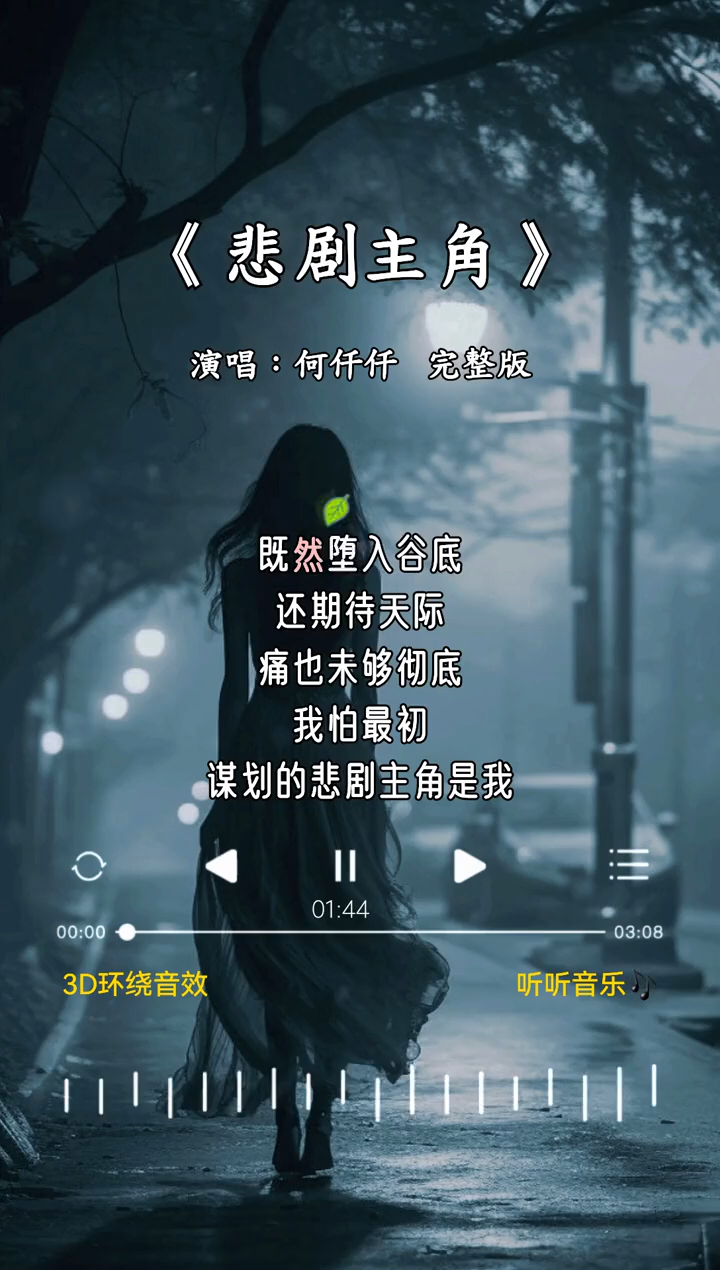 《悲剧主角》
演唱：何仟仟 完整版
既然堕入谷底
还期待天际
痛也未够彻底
我怕最初
谋划的悲剧主角是我
01:44
00:00 03:08
3D环绕音效 听听音乐🎶